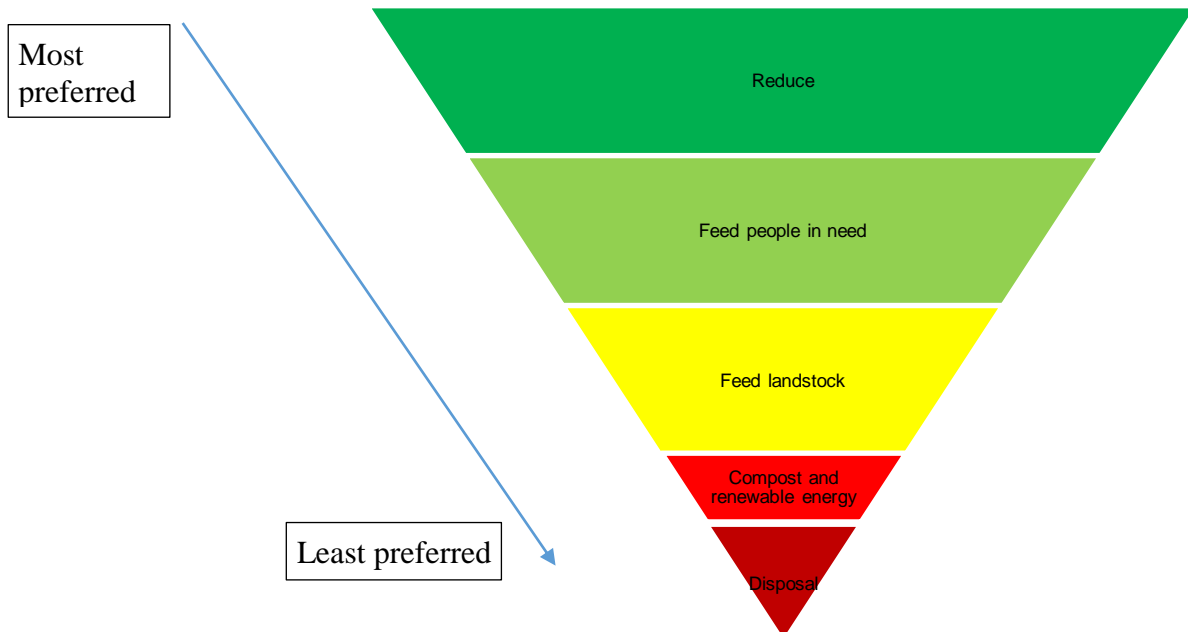 Most
preferred
Reduce
Feed people in need
Feed landstock
Compost and
renewable energy
Least preferred
Disposal